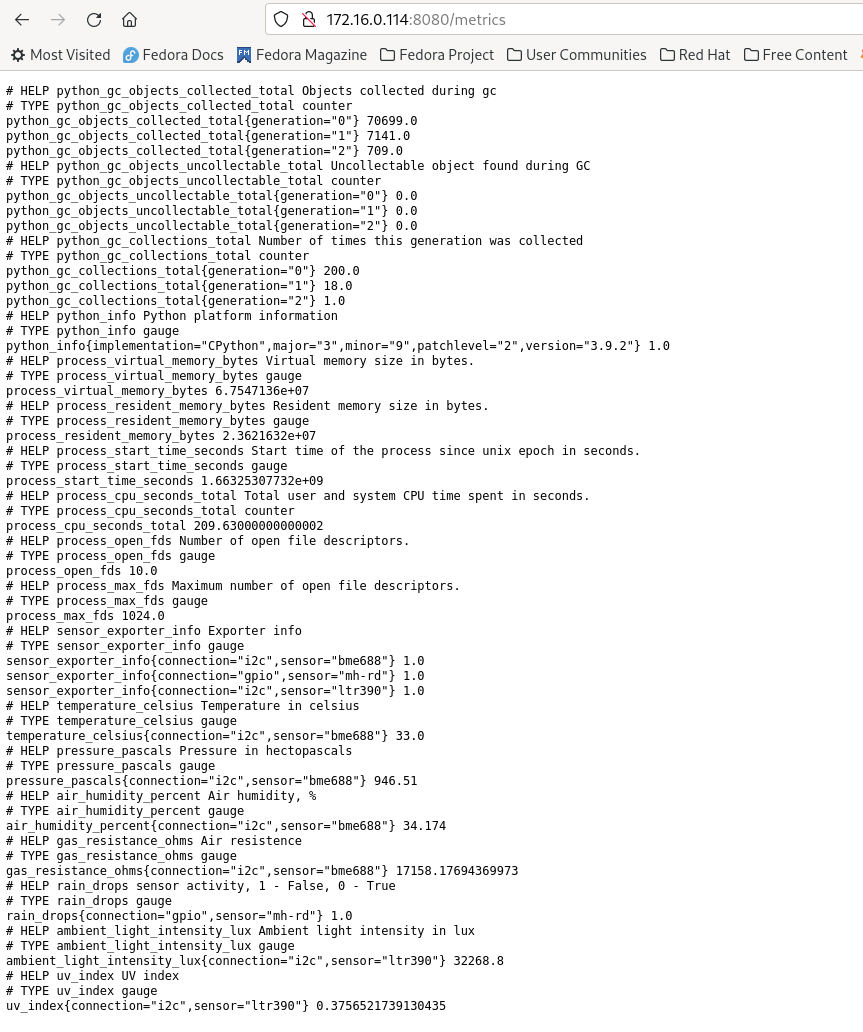 172.16.0.114:8080/metrics
Most Visited Fedora Docs Fedora Magazine Fedora Project User Communities Red Hat Free Content
# HELP python_gc_objects_collected_total Objects collected during gc
# TYPE python_gc_objects_collected_total counter
python_gc_objects_collected_total{generation="0"} 70699.0
python_gc_objects_collected_total{generation="1"} 7141.0
python_gc_objects_collected_total{generation="2"} 709.0
# HELP python_gc_objects_uncollectable_total Uncollectable object found during GC
# TYPE python_gc_objects_uncollectable_total counter
python_gc_objects_uncollectable_total{generation="0"} 0.0
python_gc_objects_uncollectable_total{generation="1"} 0.0
python_gc_objects_uncollectable_total{generation="2"} 0.0
# HELP python_gc_collections_total Number of times this generation was collected
# TYPE python_gc_collections_total counter
python_gc_collections_total{generation="0"} 200.0
python_gc_collections_total{generation="1"} 18.0
python_gc_collections_total{generation="2"} 1.0
# HELP python_info Python platform information
# TYPE python_info gauge
python_info{implementation="CPython",major="3",minor="9",patchlevel="2",version="3.9.2"} 1.0
# HELP process_virtual_memory_bytes Virtual memory size in bytes.
# TYPE process_virtual_memory_bytes gauge
process_virtual_memory_bytes 6.7547136e+07
# HELP process_resident_memory_bytes Resident memory size in bytes.
# TYPE process_resident_memory_bytes gauge
process_resident_memory_bytes 2.3621632e+07
# HELP process_start_time_seconds Start time of the process since unix epoch in seconds.
# TYPE process_start_time_seconds gauge
process_start_time_seconds 1.66325307732e+09
# HELP process_cpu_seconds_total Total user and system CPU time spent in seconds.
# TYPE process_cpu_seconds_total counter
process_cpu_seconds_total 209.63000000000002
# HELP process_open_fds Number of open file descriptors.
# TYPE process_open_fds gauge
process_open_fds 10.0
# HELP process_max_fds Maximum number of open file descriptors.
# TYPE process_max_fds gauge
process_max_fds 1024.0
# HELP sensor_exporter_info Exporter info
# TYPE sensor_exporter_info gauge
sensor_exporter_info{connection="i2c",sensor="bme688"} 1.0
sensor_exporter_info{connection="gpio",sensor="mh-rd"} 1.0
sensor_exporter_info{connection="i2c",sensor="ltr390"} 1.0
# HELP temperature_celsius Temperature in celsius
# TYPE temperature_celsius gauge
temperature_celsius{connection="i2c",sensor="bme688"} 33.0
# HELP pressure_pascals Pressure in hectopascals
# TYPE pressure_pascals gauge
pressure_pascals{connection="i2c",sensor="bme688"} 946.51
# HELP air_humidity_percent Air humidity, %
# TYPE air_humidity_percent gauge
air_humidity_percent{connection="i2c",sensor="bme688"} 34.174
# HELP gas_resistance_ohms Air resistence
# TYPE gas_resistance_ohms gauge
gas_resistance_ohms{connection="i2c",sensor="bme688"} 17158.17694369973
# HELP rain_drops sensor activity, 1 - False, 0 - True
# TYPE rain_drops gauge
rain_drops{connection="gpio",sensor="mh-rd"} 1.0
# HELP ambient_light_intensity_lux Ambient light intensity in lux
# TYPE ambient_light_intensity_lux gauge
ambient_light_intensity_lux{connection="i2c",sensor="ltr390"} 32268.8
# HELP uv_index UV index
# TYPE uv_index gauge
uv_index{connection="i2c",sensor="ltr390"} 0.3756521739130435